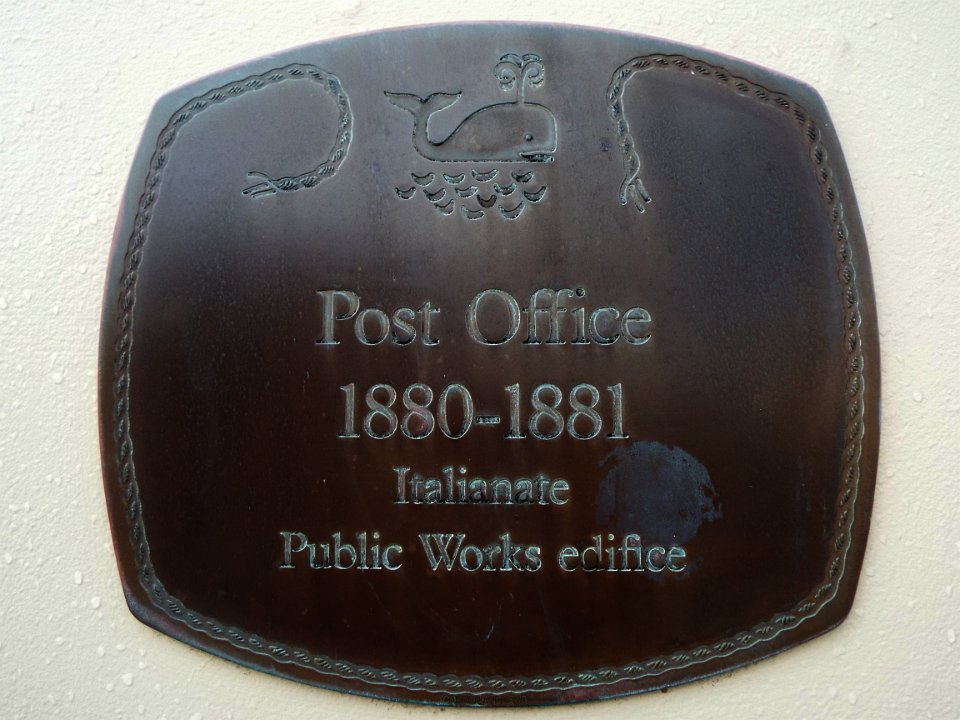 Post Office
1880-1881
Italianate
Public Works edifice